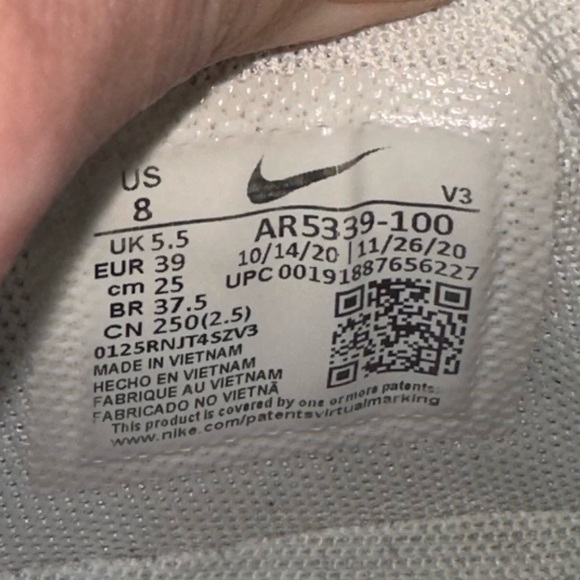 US
8
V3
UK 5.5
EUR 39
cm 25
BR 37.5
CN 250(2.5)
AR5339-100
10/14/20 | 11/26/20
UPC 00191887656227
0125RNJT4SZV3
MADE IN VIETNAM
HECHO EN VIETNAM
FABRIQUE AU VIETNAM
FABRICADO NO VIETNÃ
This product is covered by one or more patents:
www.nike.com/patentsvirtualmarking